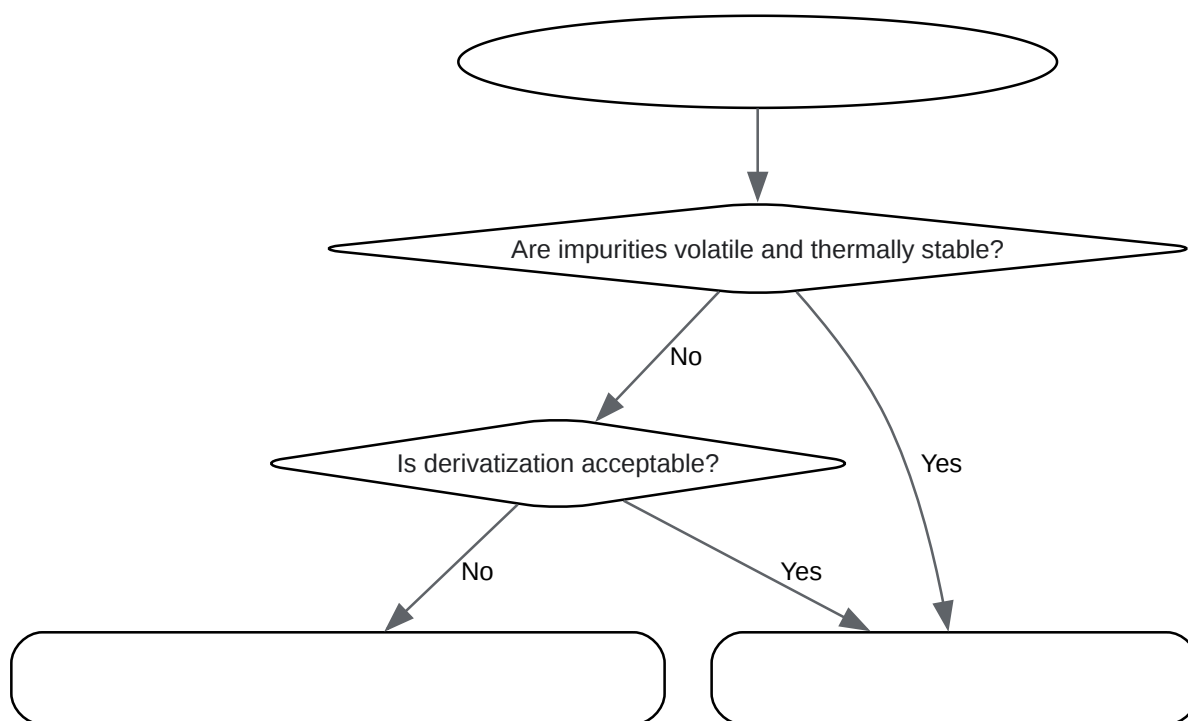 Are impurities volatile and thermally stable?
No
Is derivatization acceptable?
Yes
No
Yes